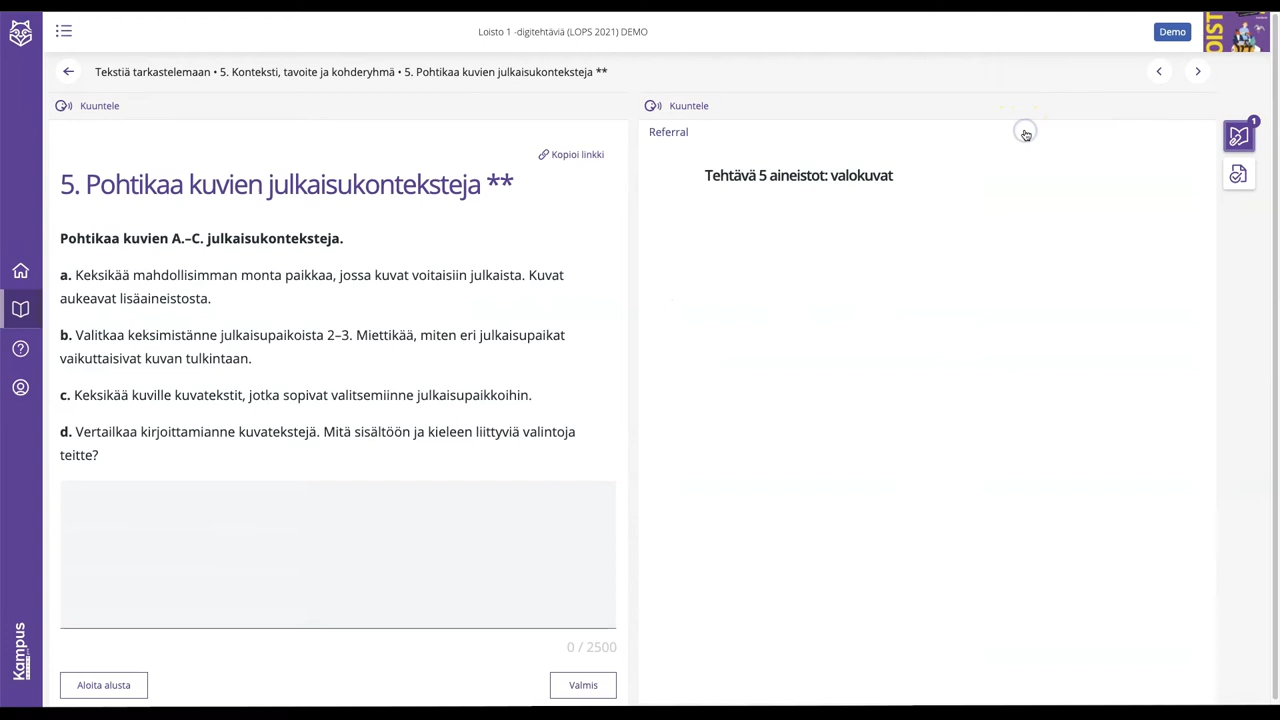 Loisto 1 -digitehtäviä (LOPS 2021) DEMO
Demo
OIST
Tekstiä tarkastelemaan • 5. Konteksti, tavoite ja kohderyhmä • 5. Pohtikaa kuvien julkaisukonteksteja **
Kuuntele
Kuuntele
Referral
1
Kopioi linkki
5. Pohtikaa kuvien julkaisukonteksteja **
Tehtävä 5 aineistot: valokuvat
Pohtikaa kuvien A.–C. julkaisukonteksteja.
a. Keksikää mahdollisimman monta paikkaa, jossa kuvat voitaisiin julkaista. Kuvat
aukeavat lisäaineistosta.
b. Valitkaa keksimistänne julkaisupaikoista 2–3. Miettikää, miten eri julkaisupaikat
vaikuttaisivat kuvan tulkintaan.
c. Keksikää kuville kuvatekstit, jotka sopivat valitsemiinne julkaisupaikkoihin.
d. Vertailkaa kirjoittamianne kuvatekstejä. Mitä sisältöön ja kieleen liittyviä valintoja
teitte?
0 / 2500
Aloita alusta
Valmis
Kampus